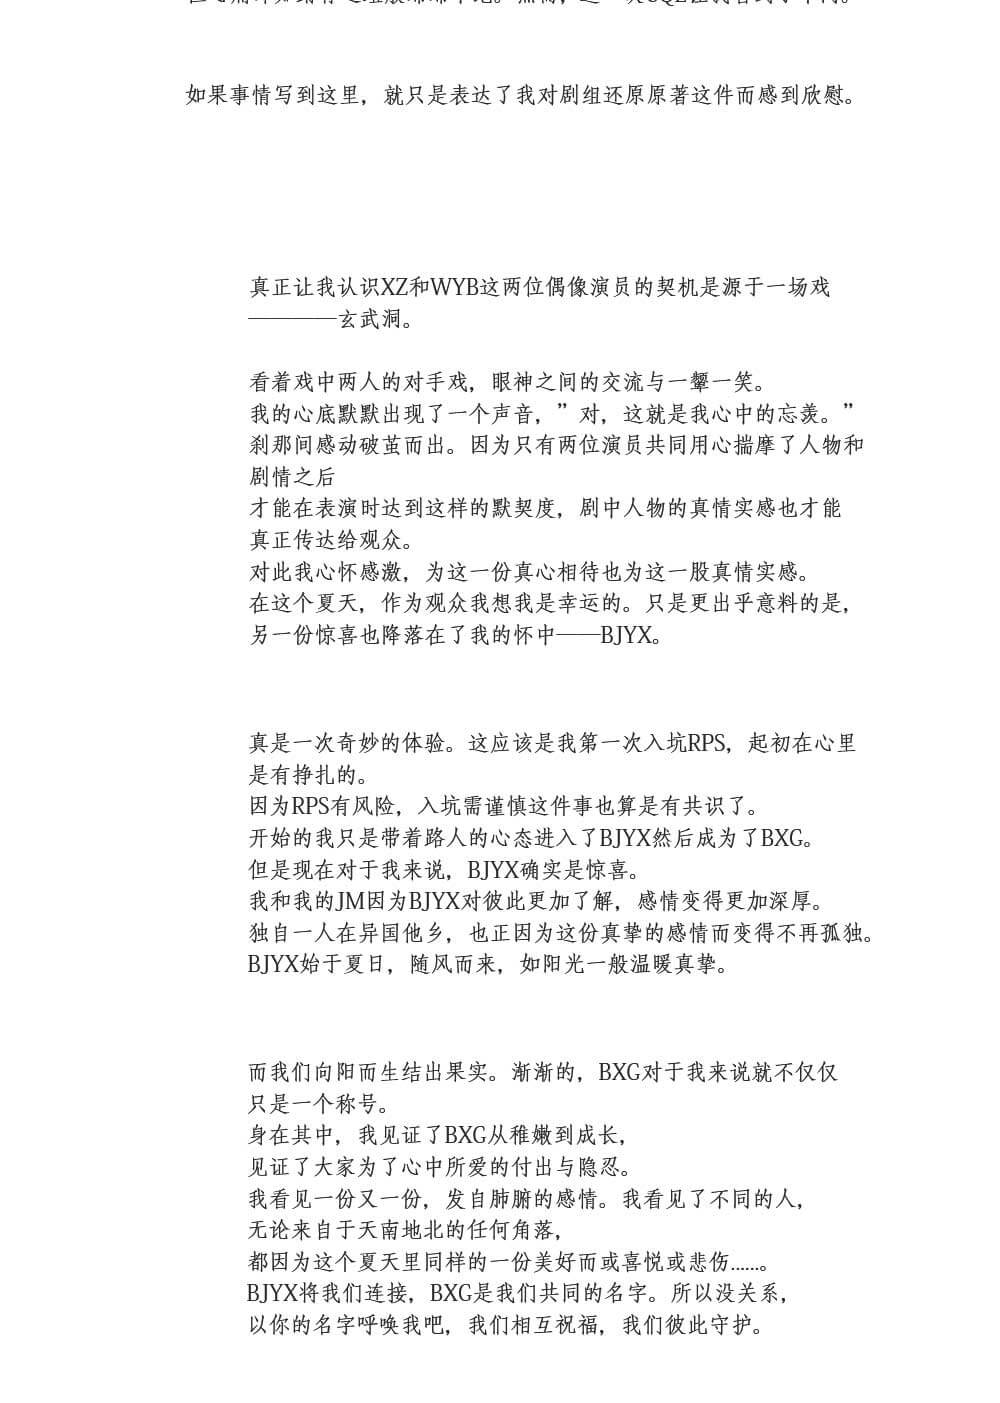 如果事情写到这里，就只是表达了我对剧组还原原著这件而感到欣慰。
真正让我认识XZ和WYB这两位偶像演员的契机是源于一场戏
————玄武洞。
看着戏中两人的对手戏，眼神之间的交流与一颦一笑。
我的心底默默出现了一个声音，”对，这就是我心中的忘羡。”
刹那间感动破茧而出。因为只有两位演员共同用心揣摩了人物和
剧情之后
才能在表演时达到这样的默契度，剧中人物的真情实感也才能
真正传达给观众。
对此我心怀感激，为这一份真心相待也为这一股真情实感。
在这个夏天，作为观众我想我是幸运的。只是更出乎意料的是，
另一份惊喜也降落在了我的怀中——BJYX。
真是一次奇妙的体验。这应该是我第一次入坑RPS，起初在心里
是有挣扎的。
因为RPS有风险，入坑需谨慎这件事也算是有共识了。
开始的我只是带着路人的心态进入了BJYX然后成为了BXG。
但是现在对于我来说，BJYX确实是惊喜。
我和我的JM因为BJYX对彼此更加了解，感情变得更加深厚。
独自一人在异国他乡，也正因为这份真挚的感情而变得不再孤独。
BJYX始于夏日，随风而来，如阳光一般温暖真挚。
而我们向阳而生结出果实。渐渐的，BXG对于我来说就不仅仅
只是一个称号。
身在其中，我见证了BXG从稚嫩到成长，
见证了大家为了心中所爱的付出与隐忍。
我看见一份又一份，发自肺腑的感情。我看见了不同的人，
无论来自于天南地北的任何角落，
都因为这个夏天里同样的一份美好而或喜悦或悲伤......。
BJYX将我们连接，BXG是我们共同的名字。所以没关系，
以你的名字呼唤我吧，我们相互祝福，我们彼此守护。